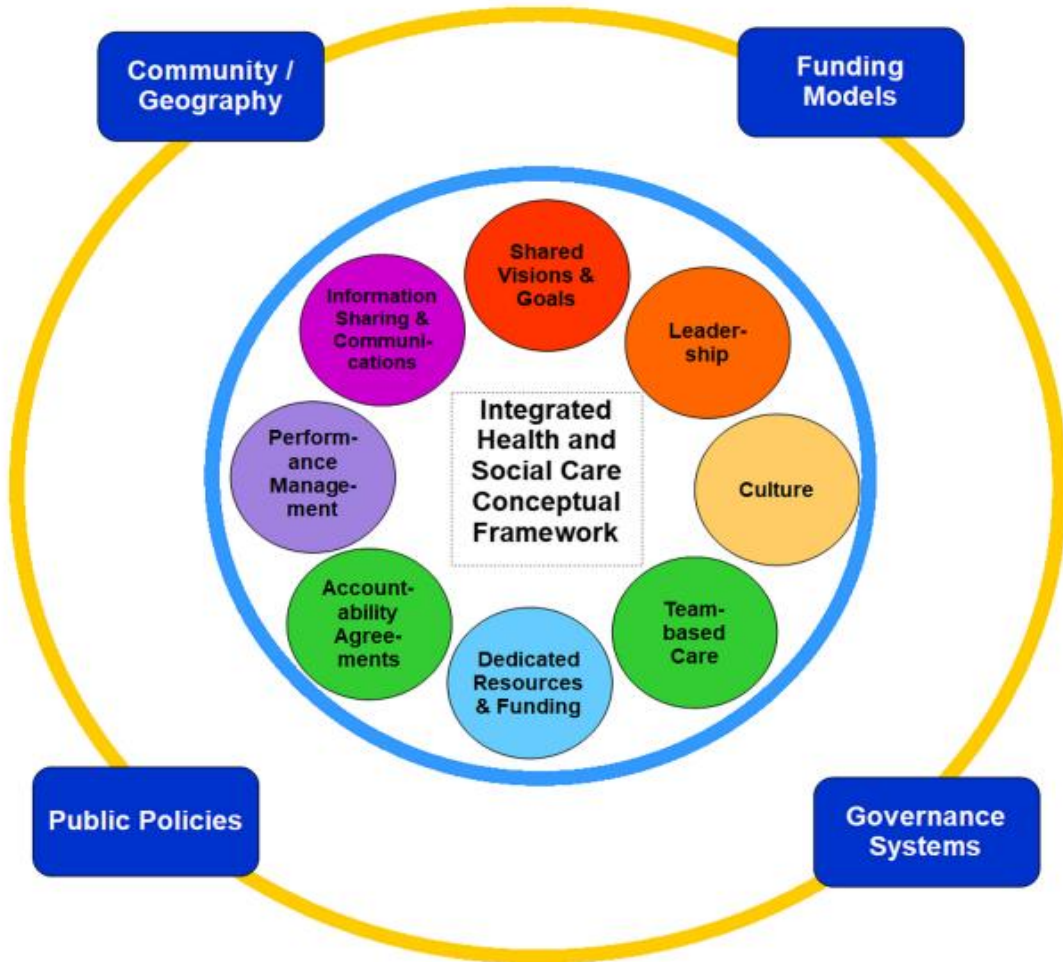 Community /
Geography
Funding
Models
Shared
Visions &
Goals
Leader-
ship
Culture
Team-
based
Care
Dedicated
Resources
& Funding
Account-
ability
Agree-
ments
Perform-
ance
Manage-
ment
Information
Sharing &
Communi-
cations
Integrated
Health and
Social Care
Conceptual
Framework
Public Policies
Governance
Systems